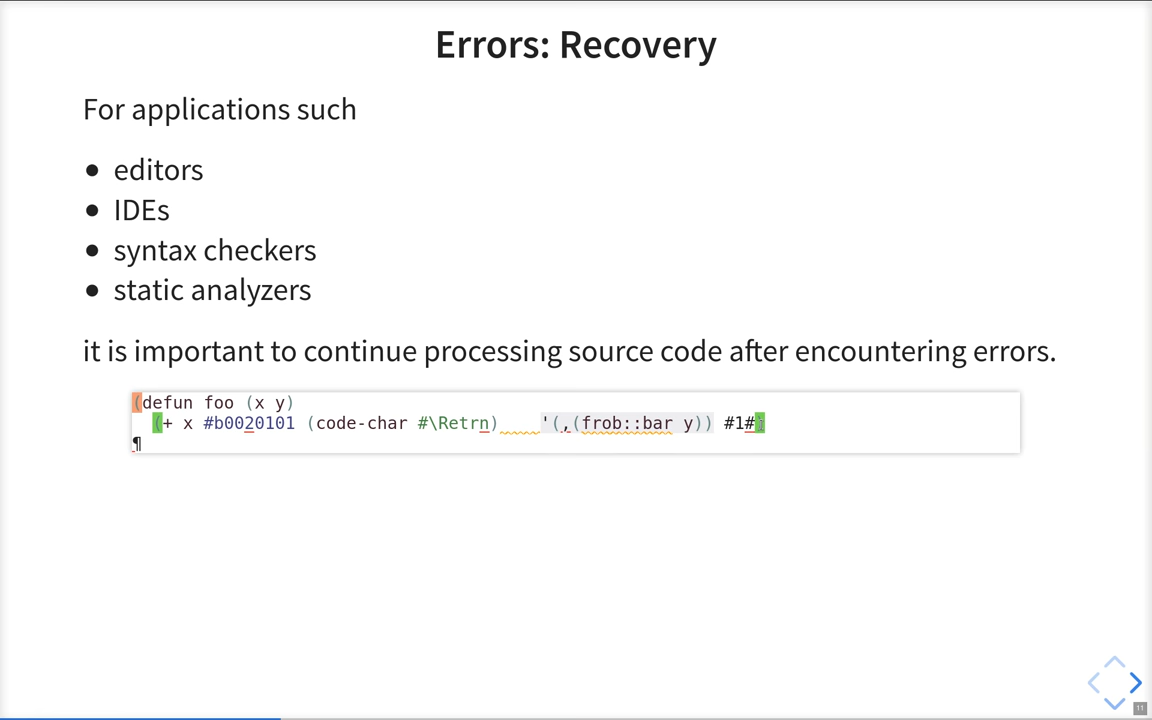 Errors: Recovery
For applications such
● editors
● IDEs
● syntax checkers
● static analyzers
it is important to continue processing source code after encountering errors.
(defun foo (x y)
  (+ x #b0020101 (code-char #\Retrn)    '(,(frob::bar y)) #1#)
¶
11